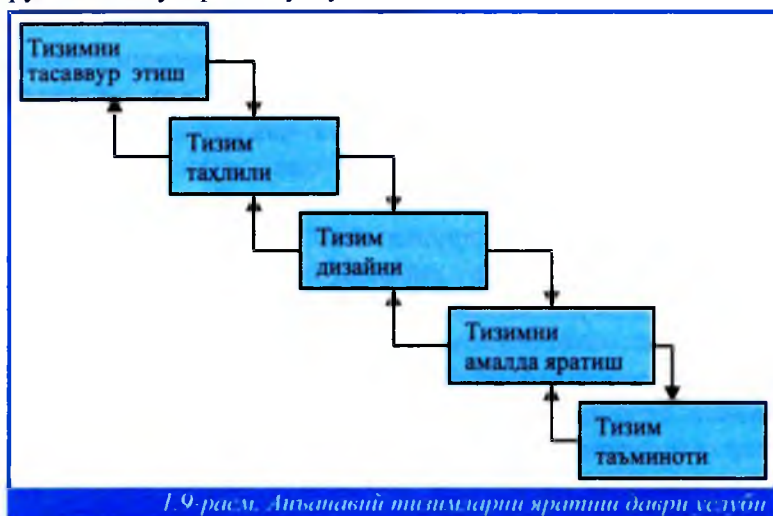 Тизимни
тасаввур этиш
Тизим
таҳлили
Тизим
дизайни
Тизимни
амалда яратиш
Тизим
таъминоти
1.9-расм. Анъанавий тизимларни яратиш даври услуби